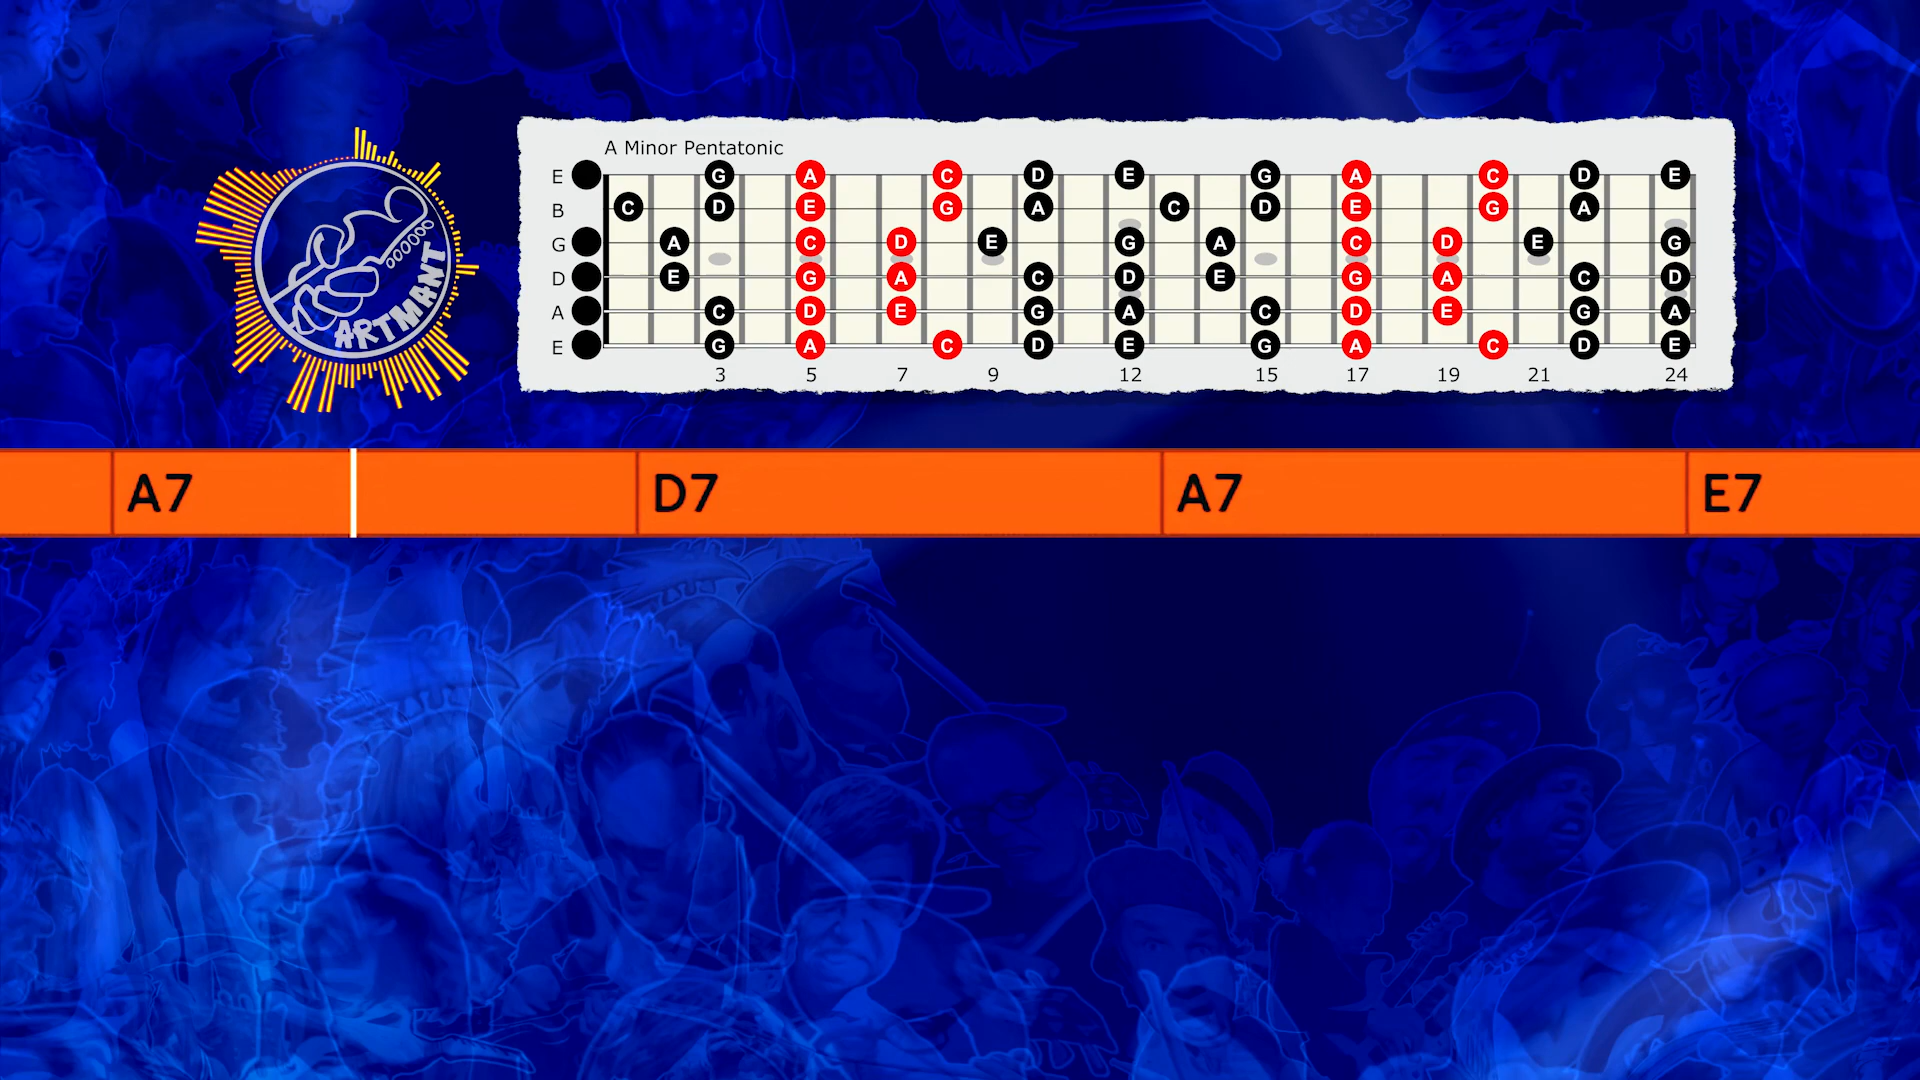 ARTMANT
A Minor Pentatonic
E G A C D E G A C D E
B C D E G A C D E G A
G A C D E G A C D E G
D E G A C D E G A C D
A C D E G A C D E G A
E G A C D E G A C D E
3 5 7 9 12 15 17 19 21 24
A7 D7 A7 E7